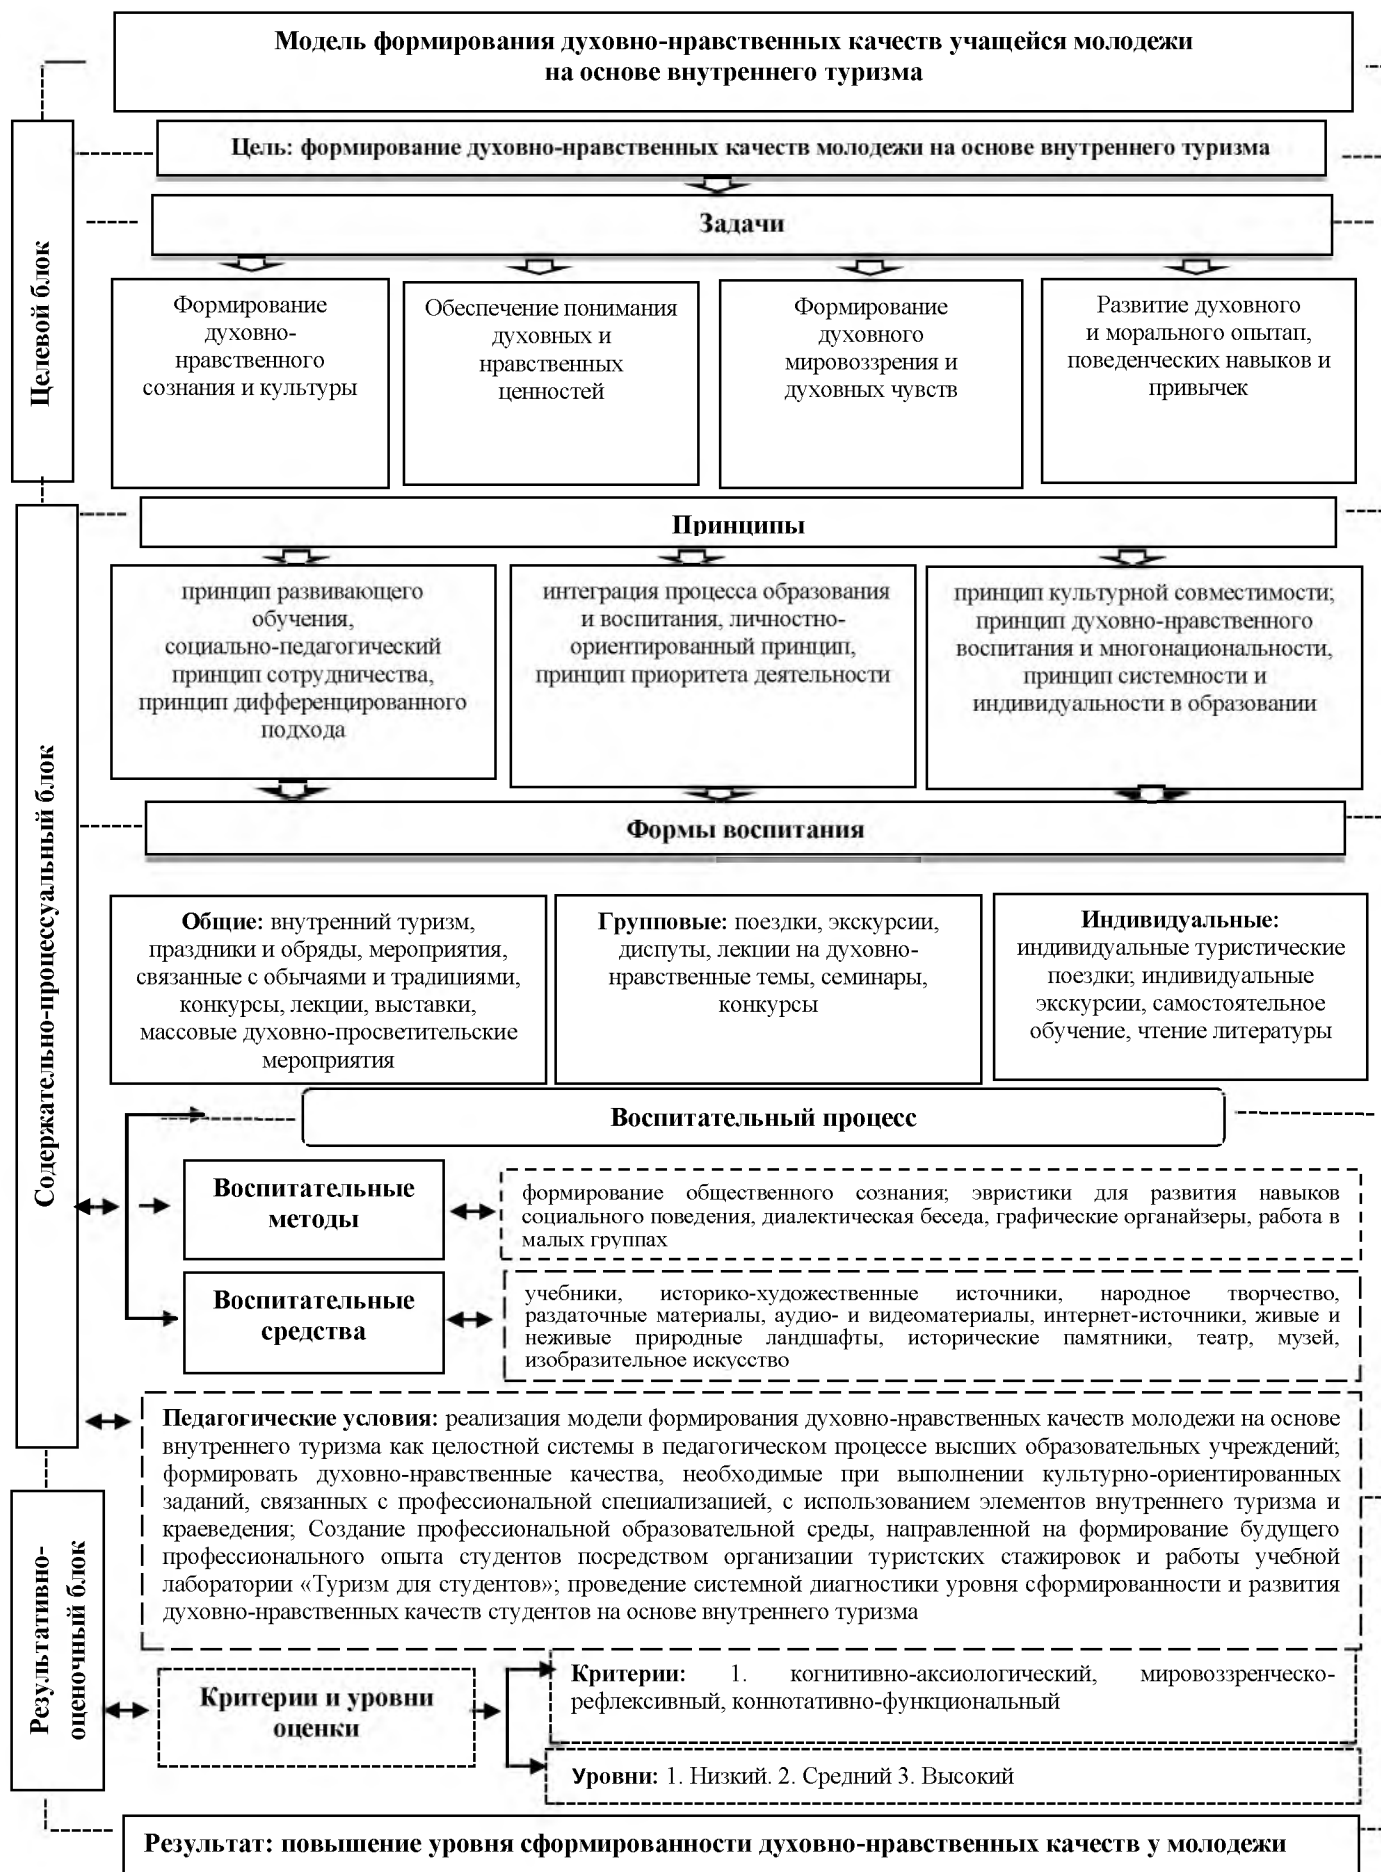 Модель формирования духовно-нравственных качеств учащейся молодежи
на основе внутреннего туризма
Целевой блок
Цель: формирование духовно-нравственных качеств молодежи на основе внутреннего туризма
Задачи
Формирование
духовно-
нравственного
сознания и культуры
Обеспечение понимания
духовных и
нравственных
ценностей
Формирование
духовного
мировоззрения и
духовных чувств
Развитие духовного
и морального опытап,
поведенческих навыков и
привычек
Содержательно-процессуальный блок
Принципы
принцип развивающего
обучения,
социально-педагогический
принцип сотрудничества,
принцип дифференцированного
подхода
интеграция процесса образования
и воспитания, личностно-
ориентированный принцип,
принцип приоритета деятельности
принцип культурной совместимости;
принцип духовно-нравственного
воспитания и многонациональности,
принцип системности и
индивидуальности в образовании
Формы воспитания
Общие: внутренний туризм,
праздники и обряды, мероприятия,
связанные с обычаями и традициями,
конкурсы, лекции, выставки,
массовые духовно-просветительские
мероприятия
Групповые: поездки, экскурсии,
диспуты, лекции на духовно-
нравственные темы, семинары,
конкурсы
Индивидуальные:
индивидуальные туристические
поездки; индивидуальные
экскурсии, самостоятельное
обучение, чтение литературы
Воспитательный процесс
Воспитательные
методы
формирование общественного сознания; эвристики для развития навыков
социального поведения, диалектическая беседа, графические органайзеры, работа в
малых группах
Воспитательные
средства
учебники, историко-художественные источники, народное творчество,
раздаточные материалы, аудио- и видеоматериалы, интернет-источники, живые и
неживые природные ландшафты, исторические памятники, театр, музей,
изобразительное искусство
Педагогические условия: реализация модели формирования духовно-нравственных качеств молодежи на основе
внутреннего туризма как целостной системы в педагогическом процессе высших образовательных учреждений;
формировать духовно-нравственные качества, необходимые при выполнении культурно-ориентированных
заданий, связанных с профессиональной специализацией, с использованием элементов внутреннего туризма и
краеведения; Создание профессиональной образовательной среды, направленной на формирование будущего
профессионального опыта студентов посредством организации туристских стажировок и работы учебной
лаборатории «Туризм для студентов»; проведение системной диагностики уровня сформированности и развития
духовно-нравственных качеств студентов на основе внутреннего туризма
Результативно-
оценочный блок
Критерии и уровни
оценки
Критерии: 1. когнитивно-аксиологический, мировоззренческо-
рефлексивный, коннотативно-функциональный
Уровни: 1. Низкий. 2. Средний 3. Высокий
Результат: повышение уровня сформированности духовно-нравственных качеств у молодежи